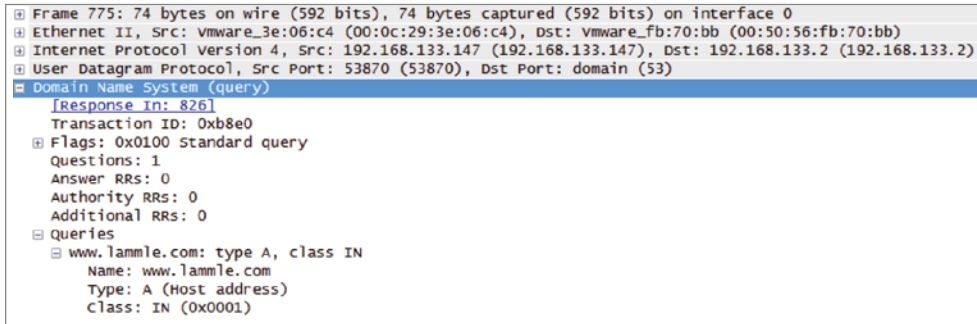 Frame 775: 74 bytes on wire (592 bits), 74 bytes captured (592 bits) on interface 0
Ethernet II, Src: Vmware_3e:06:c4 (00:0c:29:3e:06:c4), Dst: Vmware_fb:70:bb (00:50:56:fb:70:bb)
Internet Protocol Version 4, Src: 192.168.133.147 (192.168.133.147), Dst: 192.168.133.2 (192.168.133.2)
User Datagram Protocol, Src Port: 53870 (53870), Dst Port: domain (53)
Domain Name System (query)
[Response In: 826]
Transaction ID: 0xb8e0
Flags: 0x0100 Standard query
Questions: 1
Answer RRs: 0
Authority RRs: 0
Additional RRs: 0
Queries
www.lammle.com: type A, class IN
Name: www.lammle.com
Type: A (Host address)
Class: IN (0x0001)